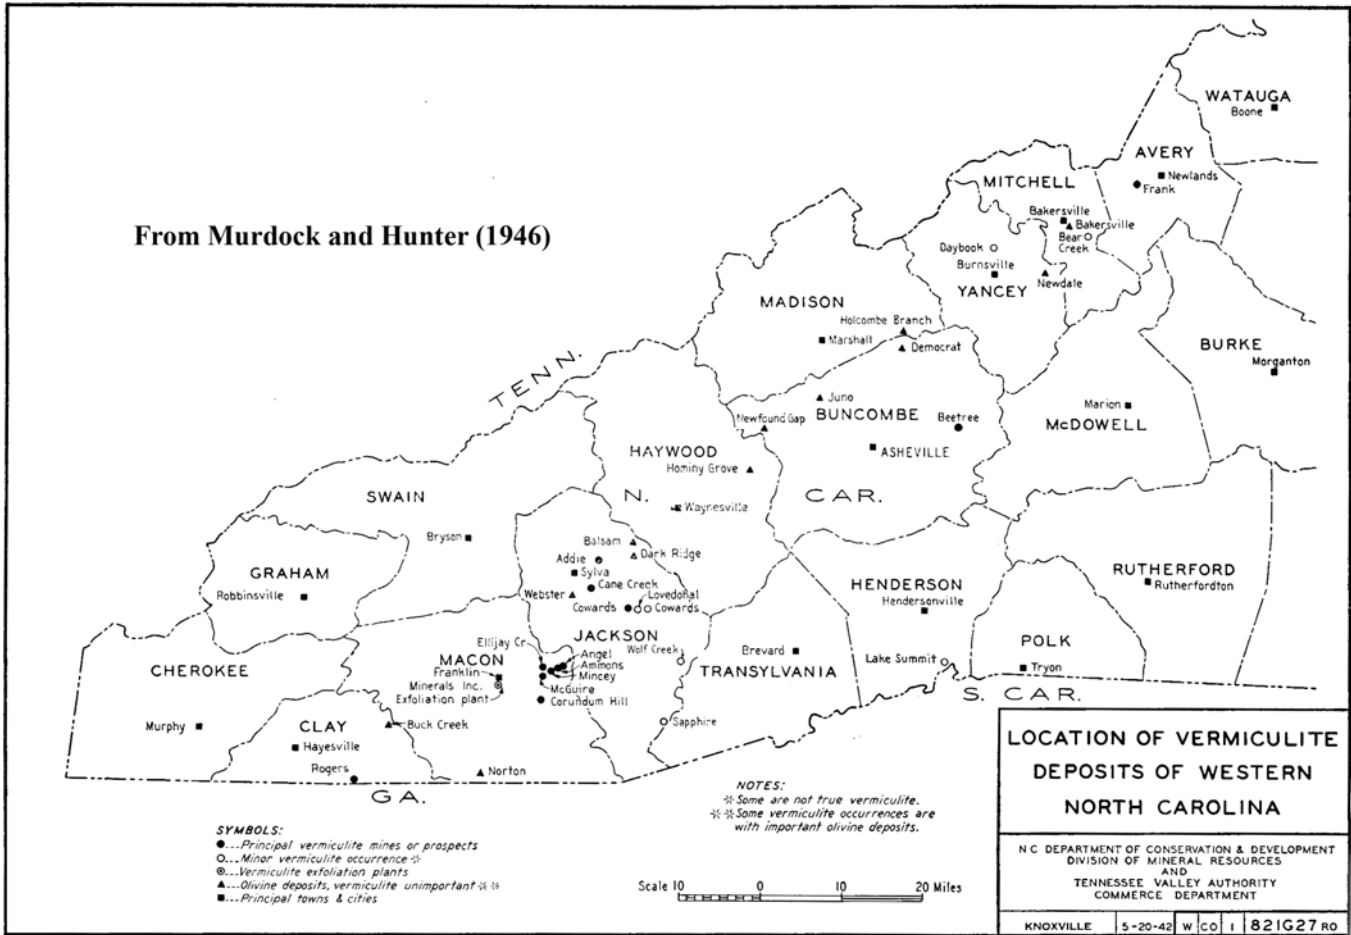 WATAUGA
Boone
AVERY
Newlands
Frank
MITCHELL
Bakersville
Bakersville
Bear
Creek
Daybook
Burnsville
Newdale
YANCEY
From Murdock and Hunter (1946)
MADISON
Holcombe Branch
Marshall
Democrat
BURKE
Morganton
TENN.
Juno
BUNCOMBE
Beetree
Newfound Gap
ASHEVILLE
Marion
McDOWELL
HAYWOOD
Hominy Grove
SWAIN
N. CAR.
Waynesville
Bryson
Balsam
Dark Ridge
Addie
Sylva
Cane Creek
Webster
Lovedohal
Cowards
Cowards
GRAHAM
Robbinsville
HENDERSON
Hendersonville
RUTHERFORD
Rutherfordton
JACKSON
Ellijay Cr.
Angel
Ammons
Mincey
McGuire
Corundum Hill
Wolf Creek
Brevard
TRANSYLVANIA
Lake Summit
POLK
Tryon
S. CAR.
CHEROKEE
MACON
Franklin
Minerals Inc.
Exfoliation plant
Murphy
CLAY
Buck Creek
Hayesville
Rogers
Norton
Sapphire
GA.
SYMBOLS:
●...Principal vermiculite mines or prospects
○...Minor vermiculite occurrence ※
◉...Vermiculite exfoliation plants
▲...Olivine deposits, vermiculite unimportant ※ ※
■...Principal towns & cities
NOTES:
※ Some are not true vermiculite.
※※ Some vermiculite occurrences are
with important olivine deposits.
Scale 10 0 10 20 Miles
LOCATION OF VERMICULITE
DEPOSITS OF WESTERN
NORTH CAROLINA
N C DEPARTMENT OF CONSERVATION & DEVELOPMENT
DIVISION OF MINERAL RESOURCES
AND
TENNESSEE VALLEY AUTHORITY
COMMERCE DEPARTMENT
KNOXVILLE 5-20-42 W CO 1 821G27 RO